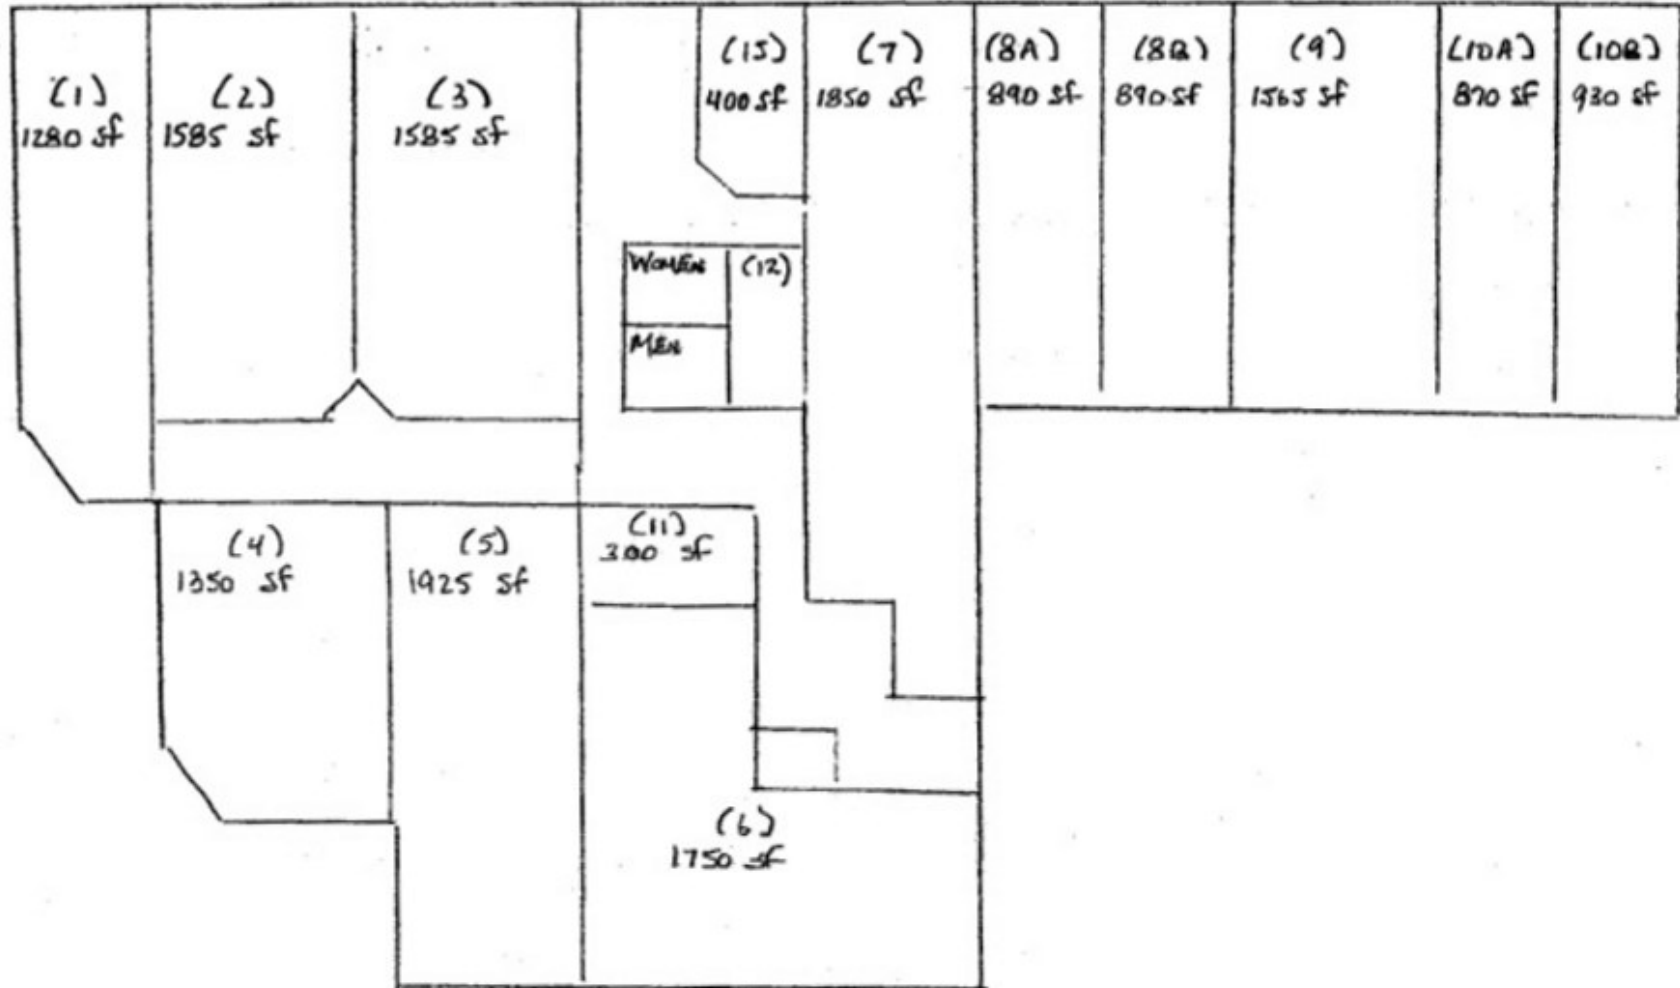 (1)
1280 sf
(2)
1585 sf
(3)
1585 sf
(15)
400 sf
(7)
1850 sf
(8A)
890 sf
(8B)
890 sf
(9)
1565 sf
(10A)
870 sf
(10B)
930 sf
WOMEN
(12)
MEN
(4)
1350 sf
(5)
1925 sf
(11)
300 sf
(6)
1750 sf